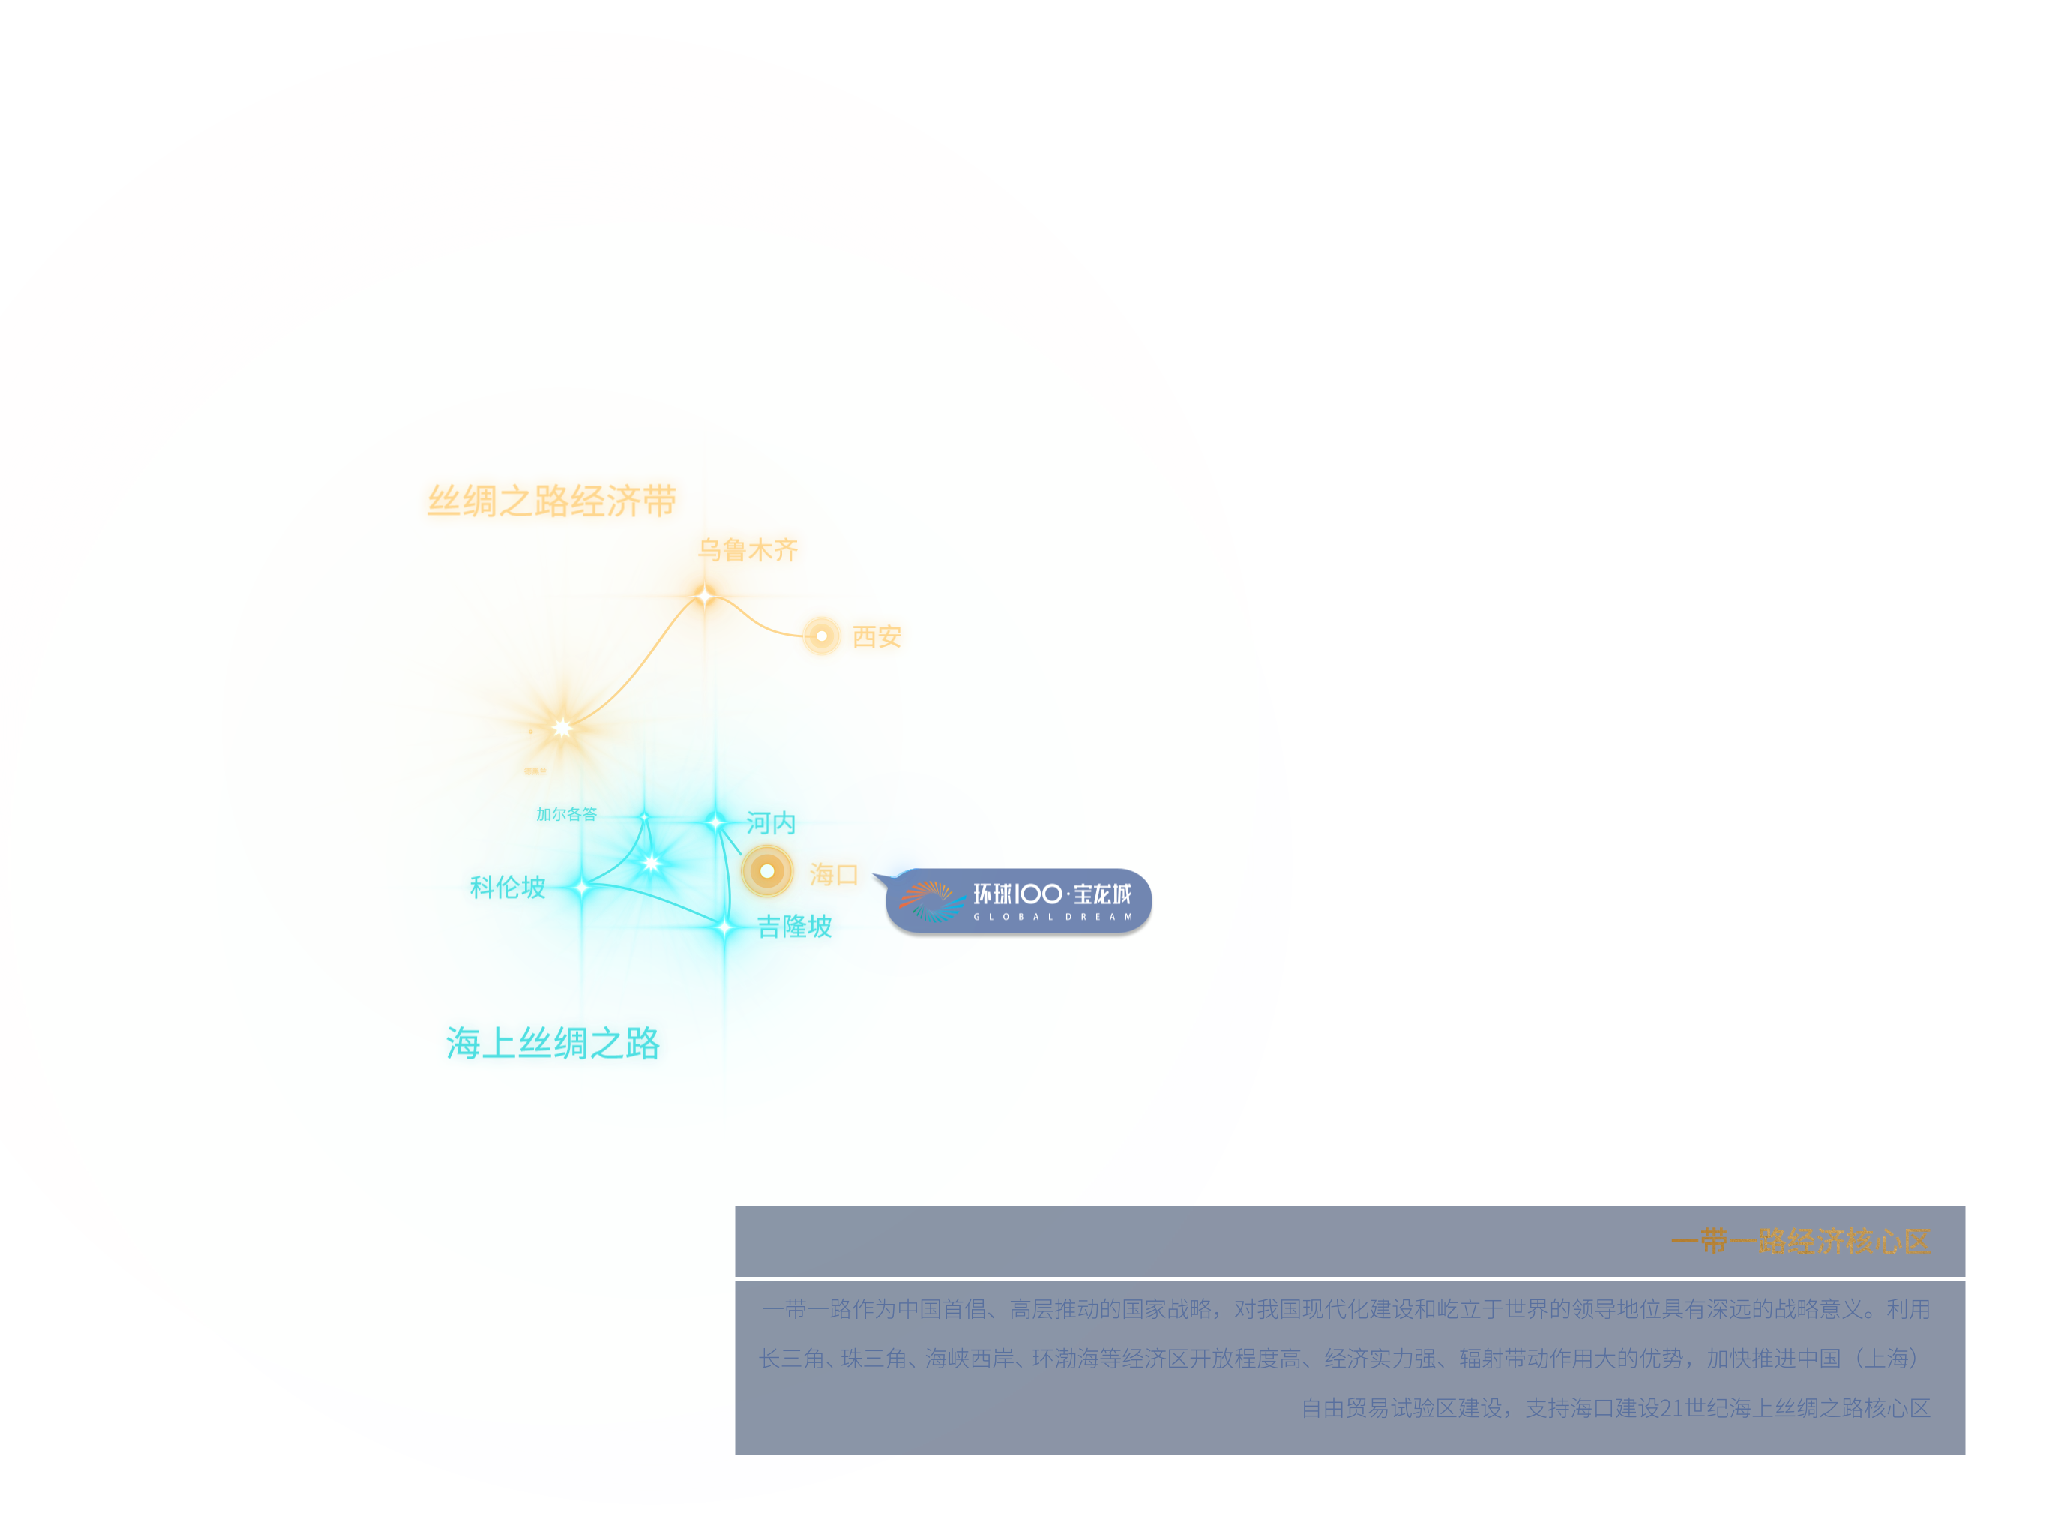 丝绸之路经济带
乌鲁木齐
西安
加尔各答
河内
海口
科伦坡
吉隆坡
环球100·宝龙城
GLOBAL DREAM
海上丝绸之路
一带一路经济核心区
一带一路作为中国首倡、高层推动的国家战略，对我国现代化建设和屹立于世界的领导地位具有深远的战略意义。利用
长三角、珠三角、海峡西岸、环渤海等经济区开放程度高、经济实力强、辐射带动作用大的优势，加快推进中国（上海）
自由贸易试验区建设，支持海口建设21世纪海上丝绸之路核心区